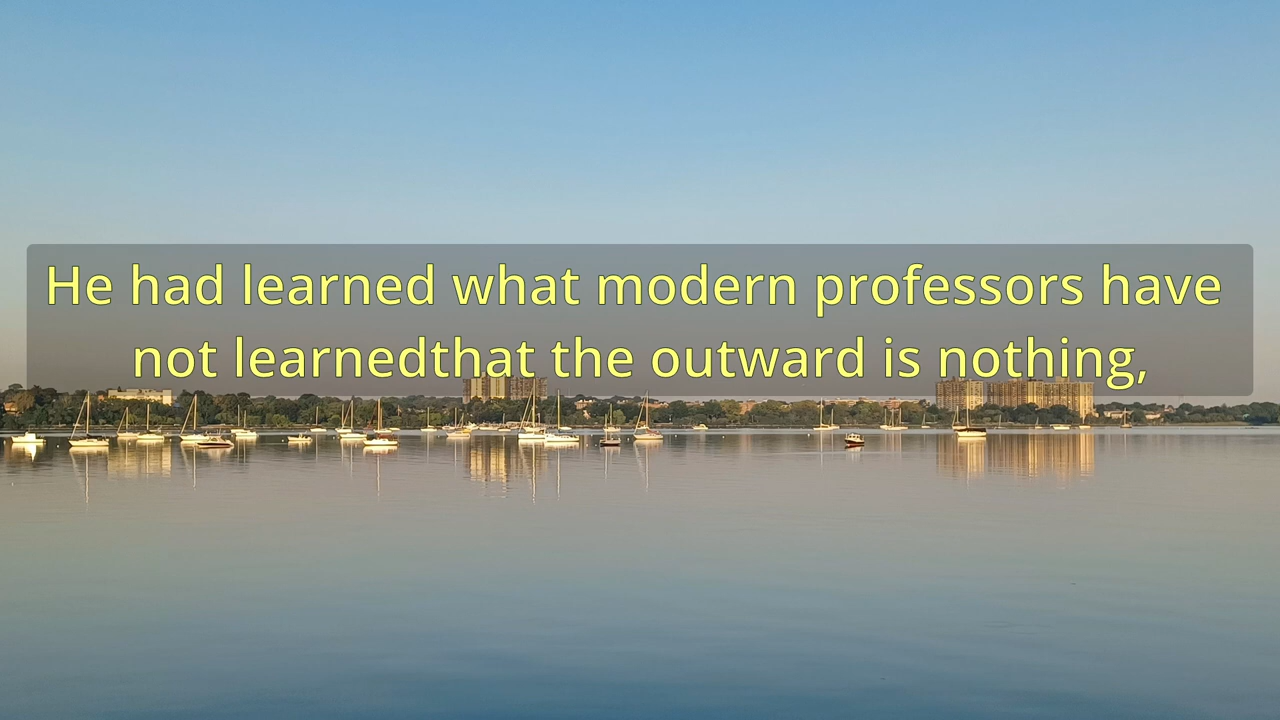 He had learned what modern professors have
not learnedthat the outward is nothing,